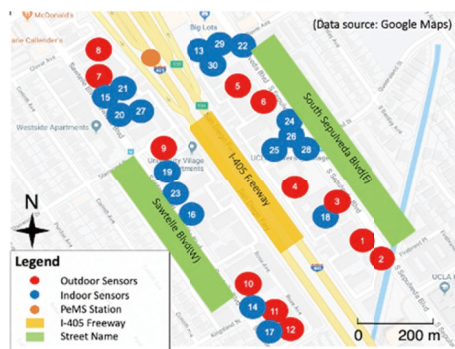 McDonald's
(Data source: Google Maps)
Big Lots
arie Callender's
8
13
29
22
30
7
15
21
20
27
5
6
Westside Apartments
24
26
25
28
South Sepulveda Blvd(E)
I-405 Freeway
9
19
23
16
Sawtelle Blvd(W)
4
3
18
1
2
N
10
14
11
12
17
Legend
Outdoor Sensors
Indoor Sensors
PeMS Station
I-405 Freeway
Street Name
UCLA
0 200 m